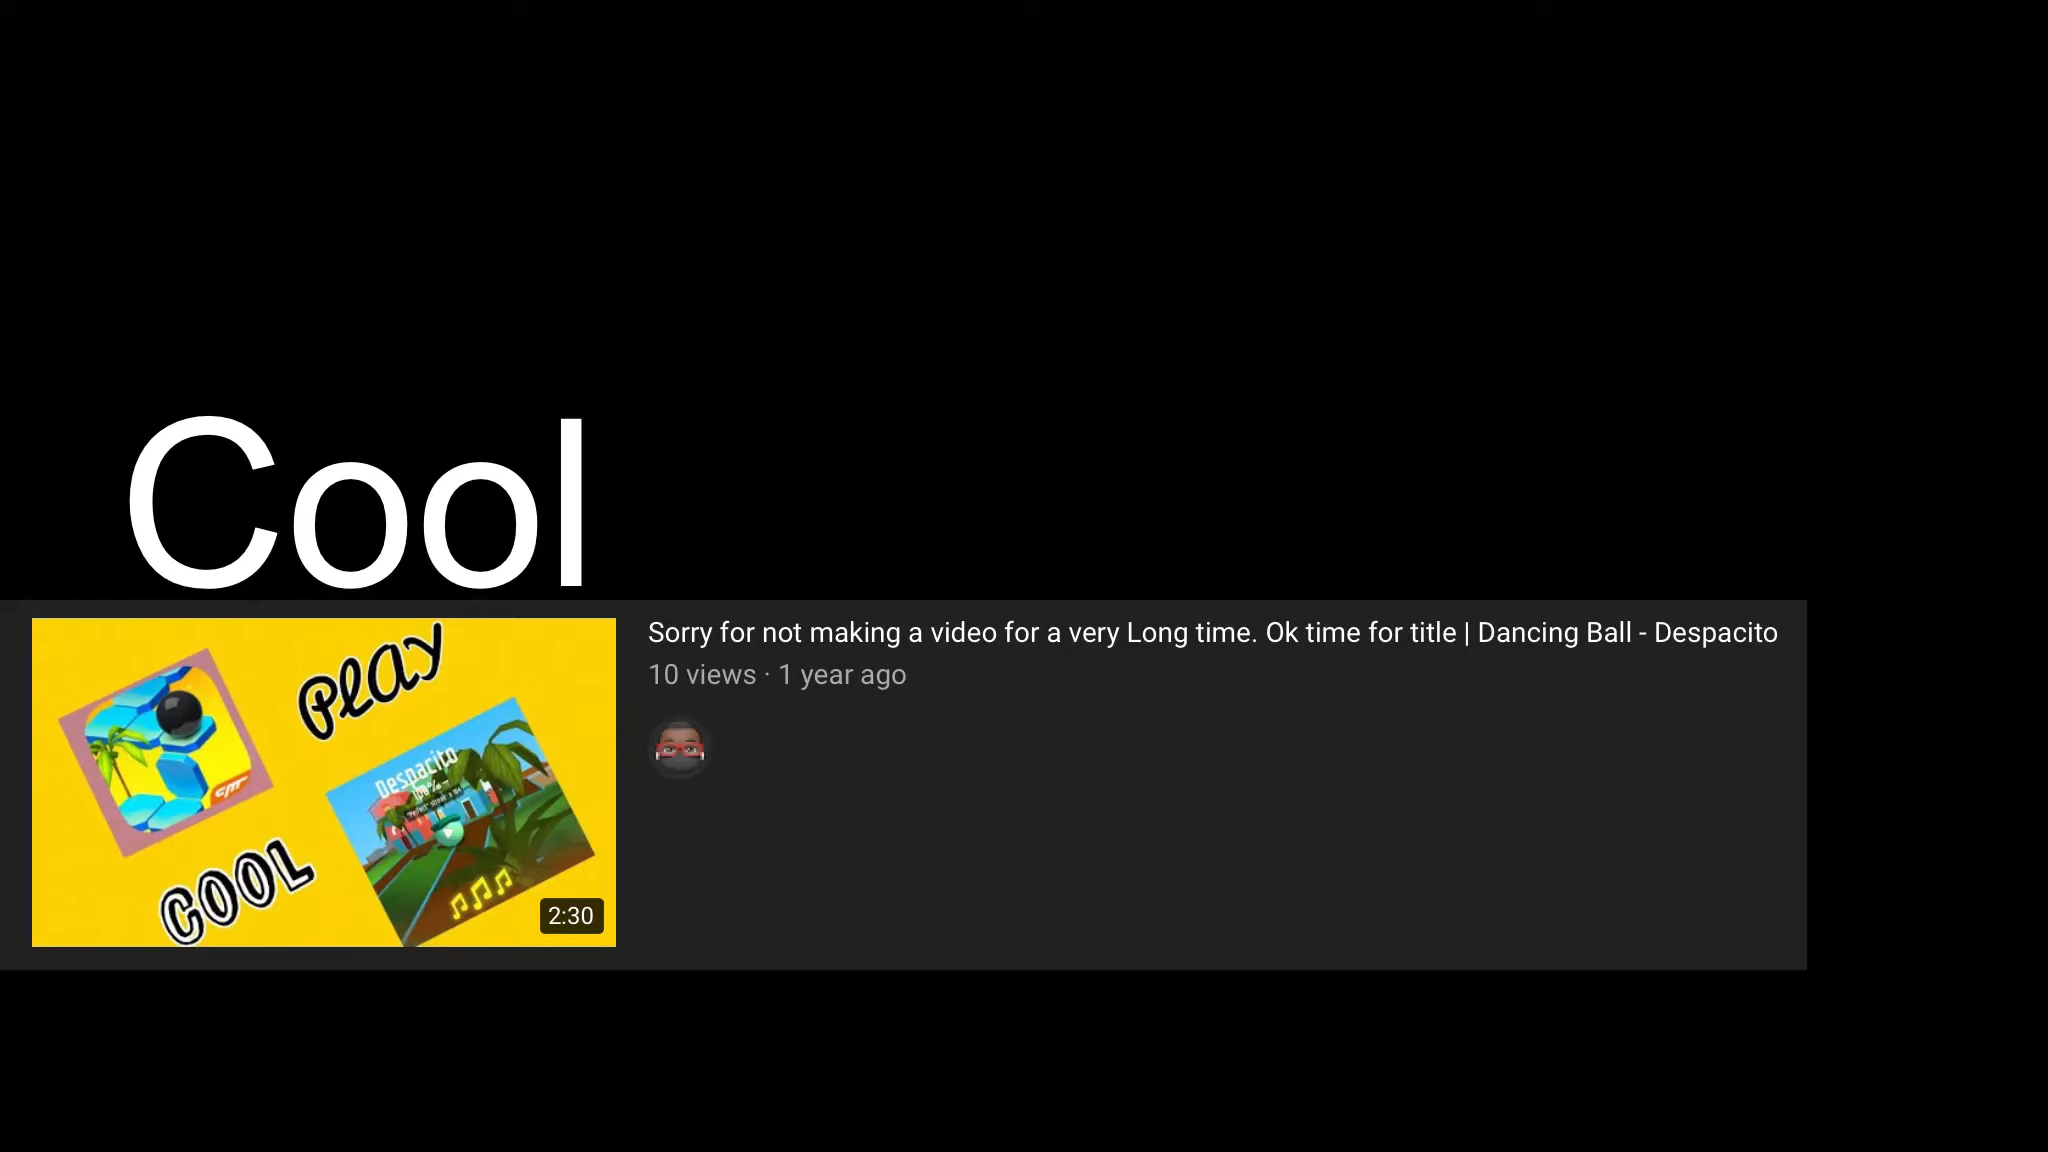 Cool
Sorry for not making a video for a very Long time. Ok time for title | Dancing Ball - Despacito
10 views · 1 year ago
Play
Despacito
100%
COOL
2:30